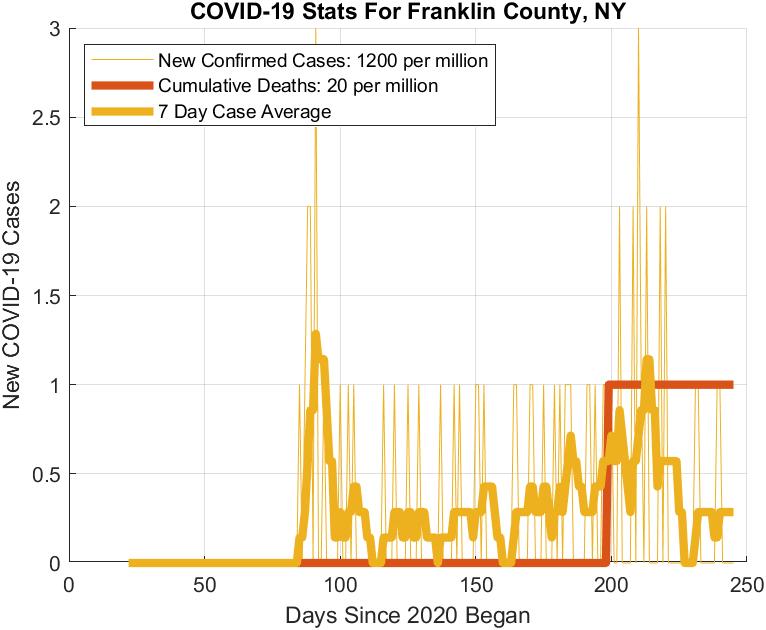 COVID-19 Stats For Franklin County, NY
3
New Confirmed Cases: 1200 per million
Cumulative Deaths: 20 per million
7 Day Case Average
2.5
2
1.5
1
0.5
0
New COVID-19 Cases
0 50 100 150 200 250
Days Since 2020 Began